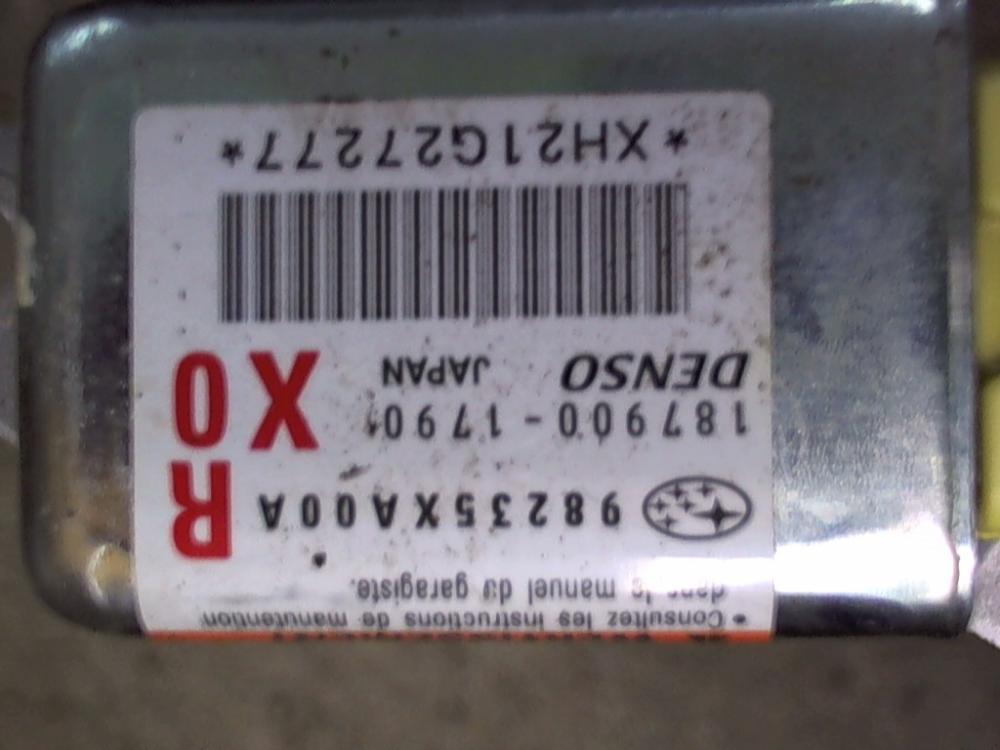 • Consultez les instructions de manutention
dans le manuel du garagiste.
98235XA00A
R
187900-1790
DENSO JAPAN
X0
*XH21G27277*